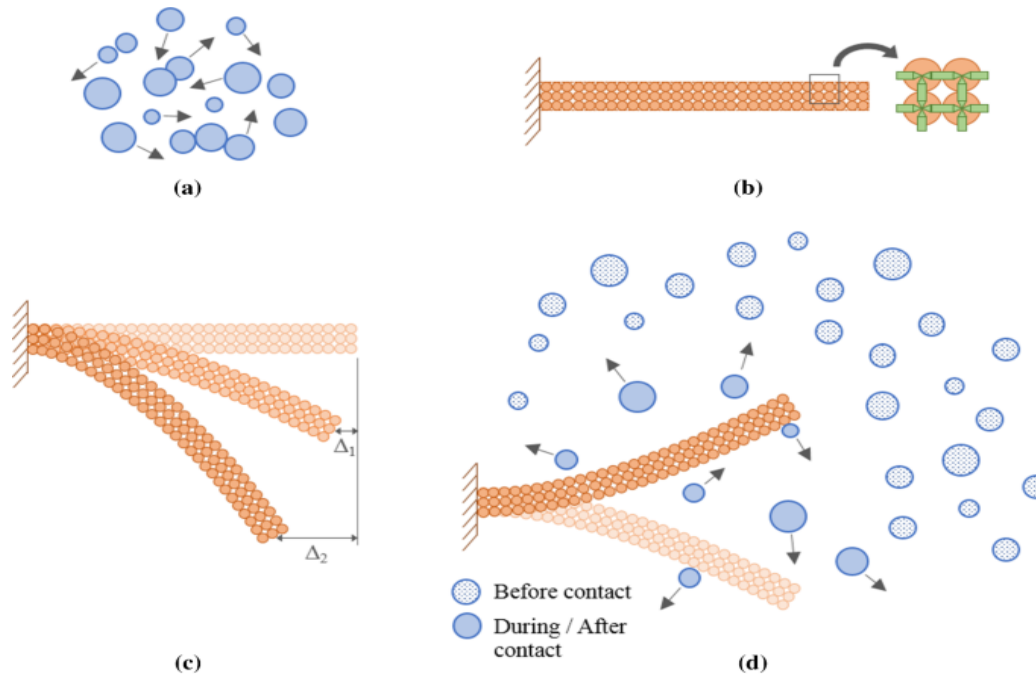 (a)
(b)
Δ1
Δ2
Before contact
During / After
contact
(c)
(d)